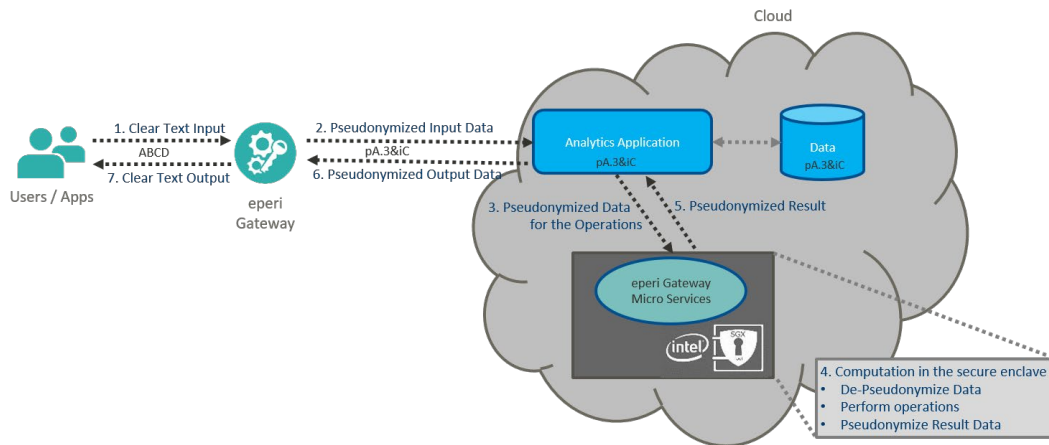 Cloud
1. Clear Text Input
ABCD
7. Clear Text Output
Users / Apps
eperi
Gateway
2. Pseudonymized Input Data
pA.3&iC
6. Pseudonymized Output Data
Analytics Application
pA.3&iC
Data
pA.3&iC
3. Pseudonymized Data
for the Operations
5. Pseudonymized Result
eperi Gateway
Micro Services
intel
SGX
4. Computation in the secure enclave
• De-Pseudonymize Data
• Perform operations
• Pseudonymize Result Data